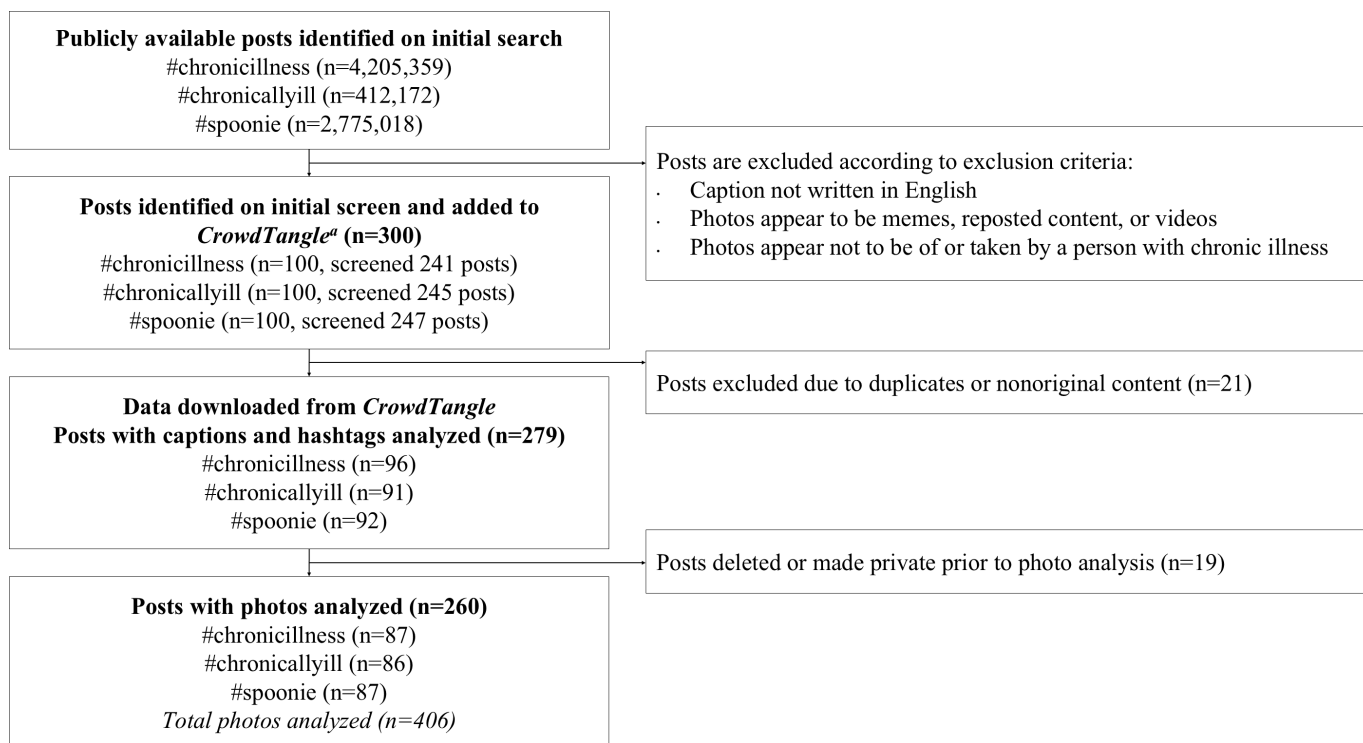 Publicly available posts identified on initial search
#chronicillness (n=4,205,359)
#chronicallyill (n=412,172)
#spoonie (n=2,775,018)
Posts are excluded according to exclusion criteria:
· Caption not written in English
· Photos appear to be memes, reposted content, or videos
· Photos appear not to be of or taken by a person with chronic illness
Posts identified on initial screen and added to
CrowdTangleᵃ (n=300)
#chronicillness (n=100, screened 241 posts)
#chronicallyill (n=100, screened 245 posts)
#spoonie (n=100, screened 247 posts)
Posts excluded due to duplicates or nonoriginal content (n=21)
Data downloaded from CrowdTangle
Posts with captions and hashtags analyzed (n=279)
#chronicillness (n=96)
#chronicallyill (n=91)
#spoonie (n=92)
Posts deleted or made private prior to photo analysis (n=19)
Posts with photos analyzed (n=260)
#chronicillness (n=87)
#chronicallyill (n=86)
#spoonie (n=87)
Total photos analyzed (n=406)